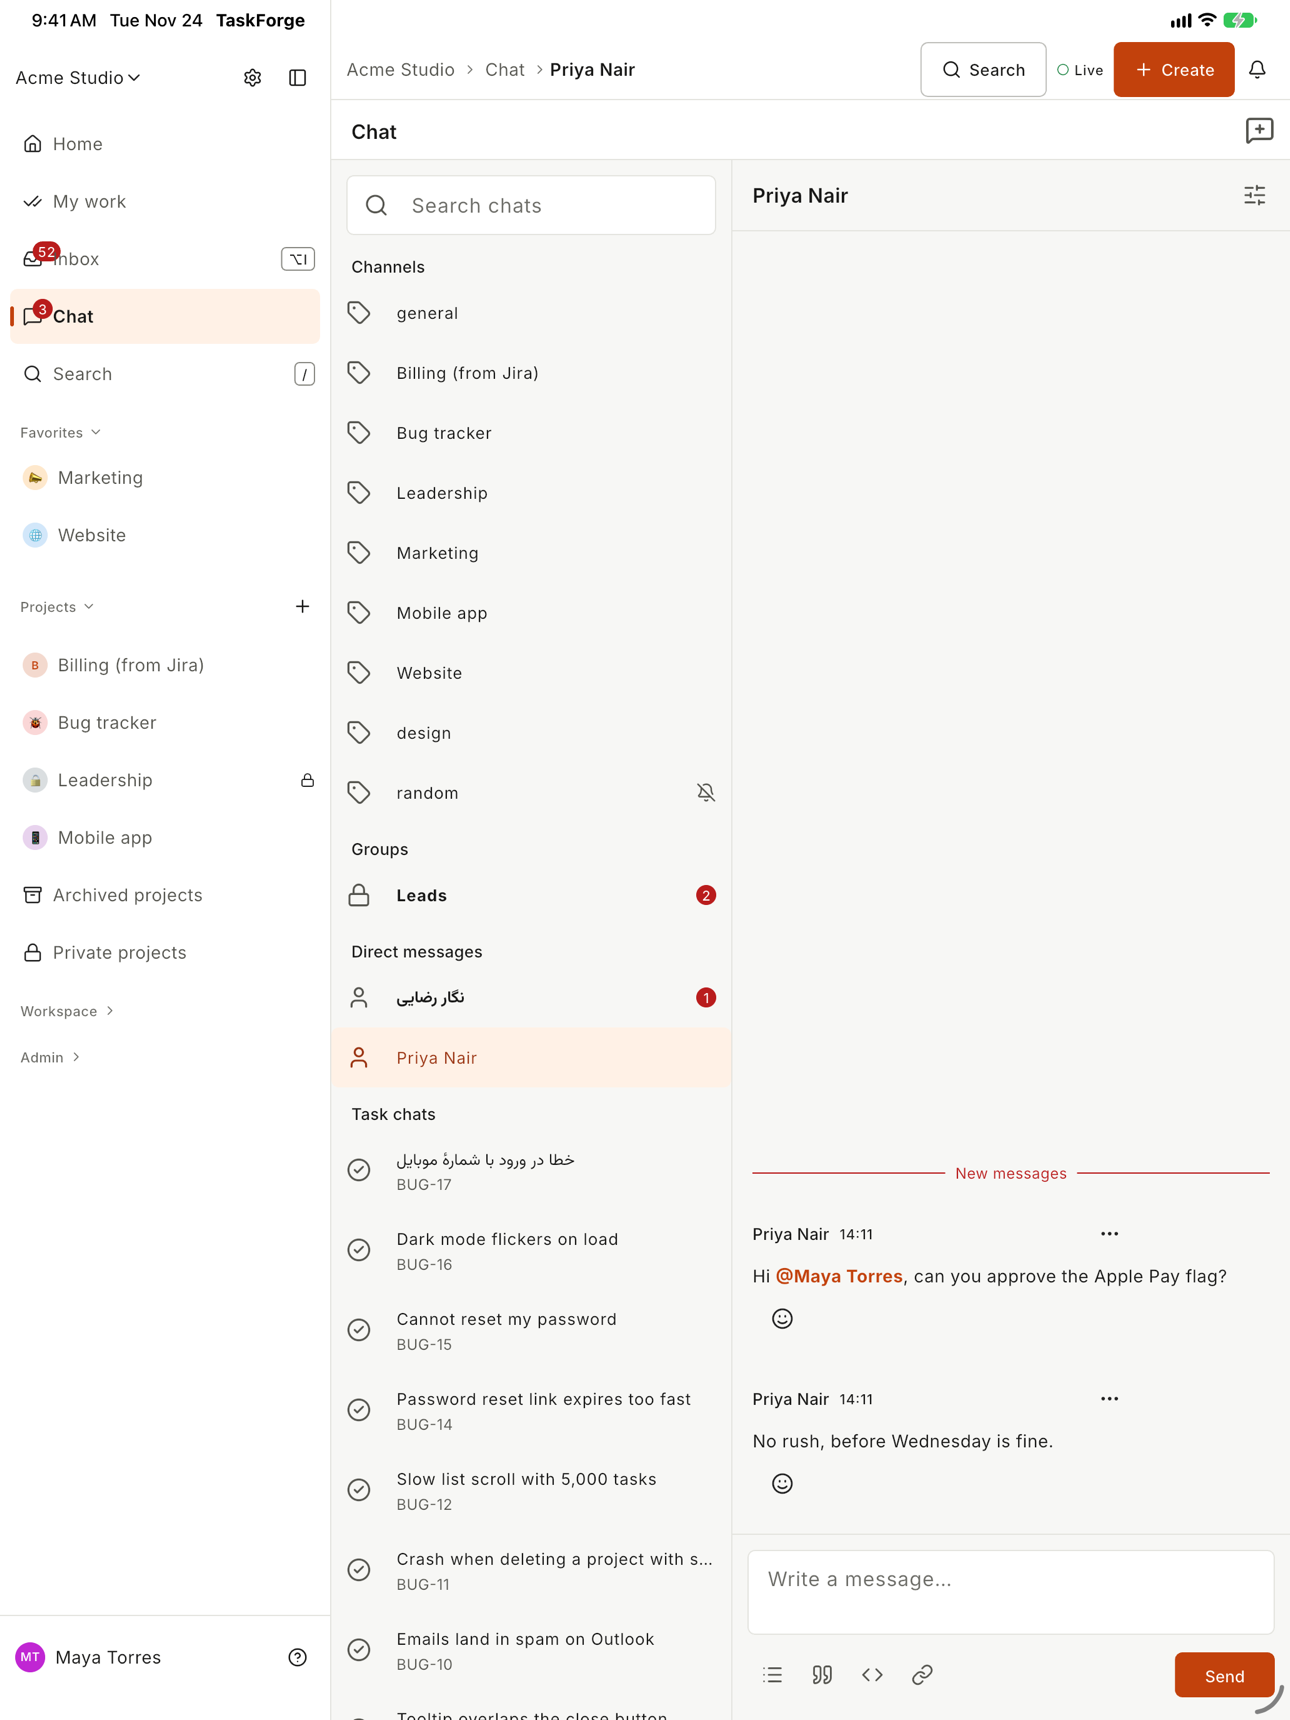 9:41 AM Tue Nov 24 TaskForge
Acme Studio
Home
My work
52
Inbox
⌥I
3
Chat
Search
/
Favorites
Marketing
Website
Projects
B
Billing (from Jira)
Bug tracker
Leadership
Mobile app
Archived projects
Private projects
Workspace
Admin
MT
Maya Torres
Acme Studio > Chat > Priya Nair
Search
Live
+ Create
Chat
Search chats
Channels
general
Billing (from Jira)
Bug tracker
Leadership
Marketing
Mobile app
Website
design
random
Groups
Leads
2
Direct messages
نگار رضایی
1
Priya Nair
Task chats
خطا در ورود با شمارهٔ موبایل
BUG-17
Dark mode flickers on load
BUG-16
Cannot reset my password
BUG-15
Password reset link expires too fast
BUG-14
Slow list scroll with 5,000 tasks
BUG-12
Crash when deleting a project with s...
BUG-11
Emails land in spam on Outlook
BUG-10
Tooltip overlaps the close button
Priya Nair
New messages
Priya Nair 14:11
Hi @Maya Torres, can you approve the Apple Pay flag?
Priya Nair 14:11
No rush, before Wednesday is fine.
Write a message...
Send